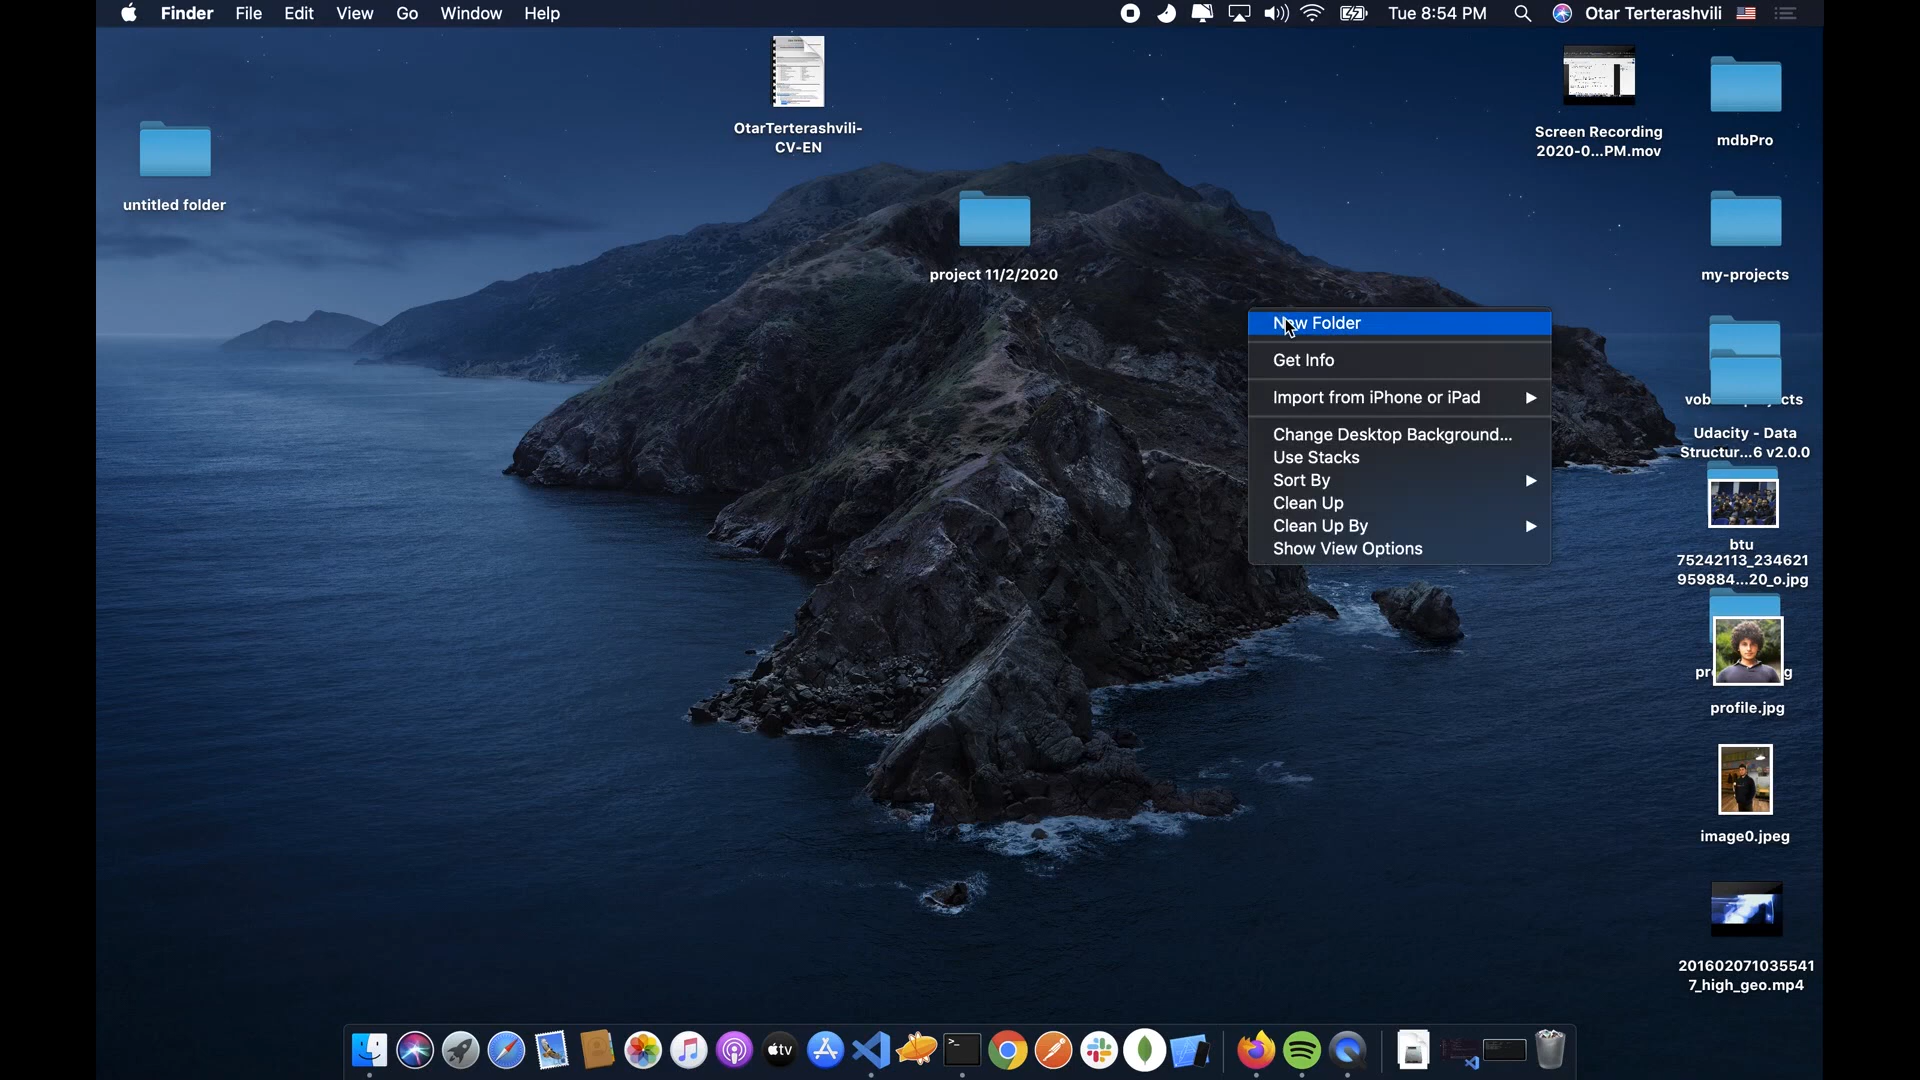 Finder File Edit View Go Window Help
Tue 8:54 PM Otar Terterashvili
untitled folder
OtarTerterashvili-
CV-EN
project 11/2/2020
Screen Recording
2020-0...PM.mov
mdbPro
my-projects
Udacity - Data
Structur...6 v2.0.0
btu
75242113_234621
959884...20_o.jpg
profile.jpg
image0.jpeg
201602071035541
7_high_geo.mp4
New Folder
Get Info
Import from iPhone or iPad
Change Desktop Background...
Use Stacks
Sort By
Clean Up
Clean Up By
Show View Options
tv